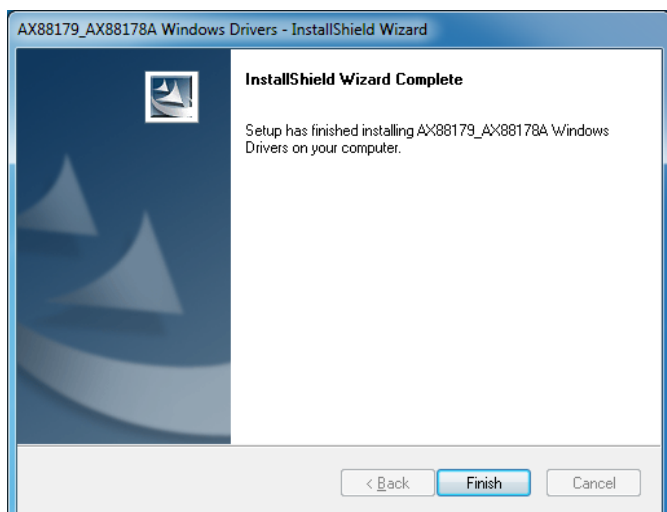 AX88179_AX88178A Windows Drivers - InstallShield Wizard
InstallShield Wizard Complete
Setup has finished installing AX88179_AX88178A Windows
Drivers on your computer.
< Back
Finish
Cancel